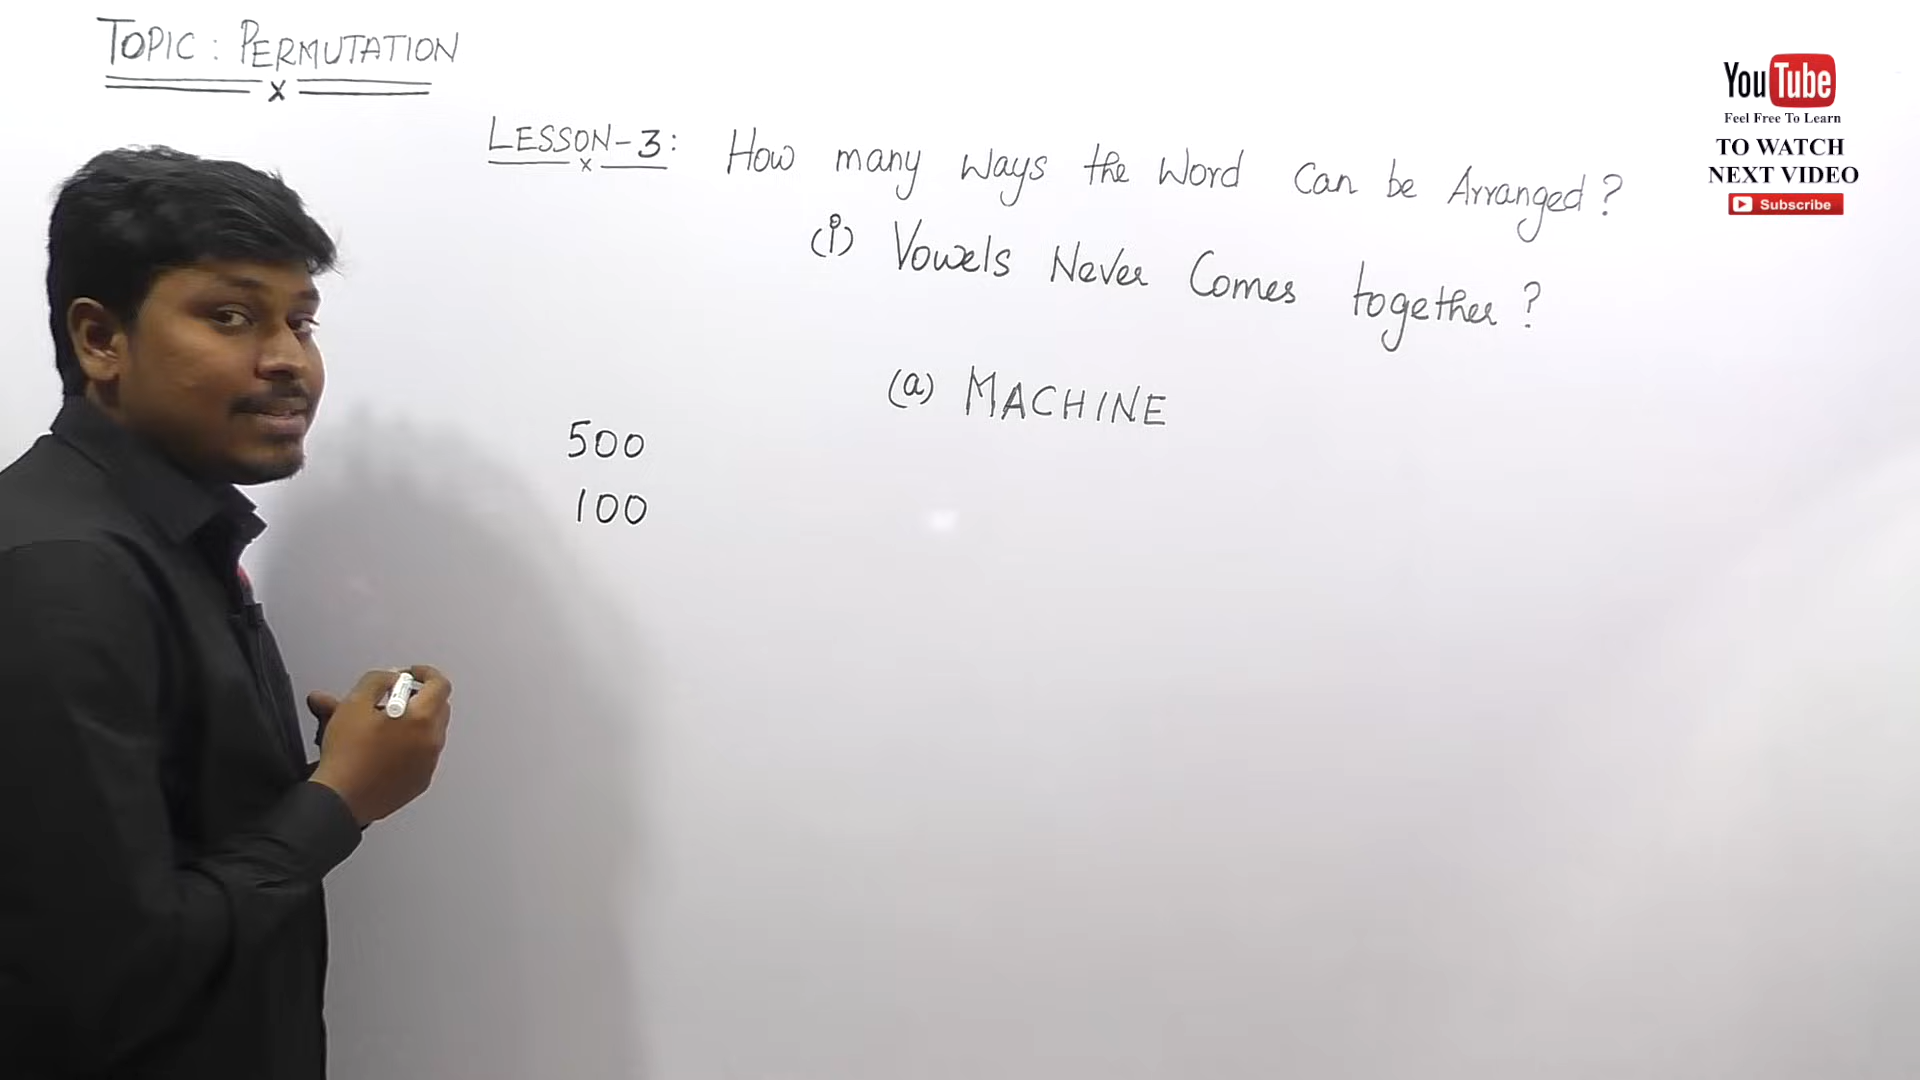 TOPIC : PERMUTATION
x
LESSON-3: How many ways the word can be Arranged?
x
(i) Vowels Never Comes together?
(a) MACHINE
500
100
YouTube
Feel Free To Learn
TO WATCH
NEXT VIDEO
Subscribe